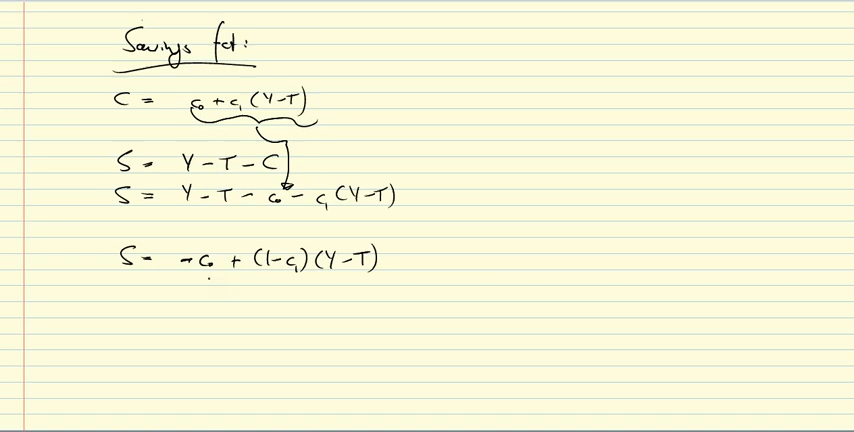 Savings fct:
C = c₀ + c₁ (Y-T)
S = Y - T - C
S = Y - T - c₀ - c₁ (Y-T)
S = -c₀ + (1-c₁) (Y-T)